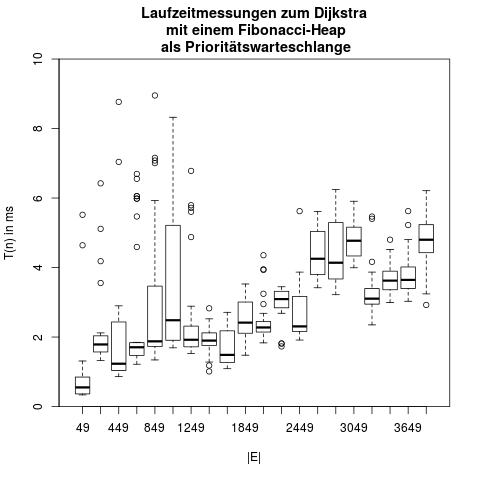 Laufzeitmessungen zum Dijkstra
mit einem Fibonacci-Heap
als Prioritätswarteschlange
T(n) in ms
10
8
6
4
2
0
49 449 849 1249 1849 2449 3049 3649
|E|